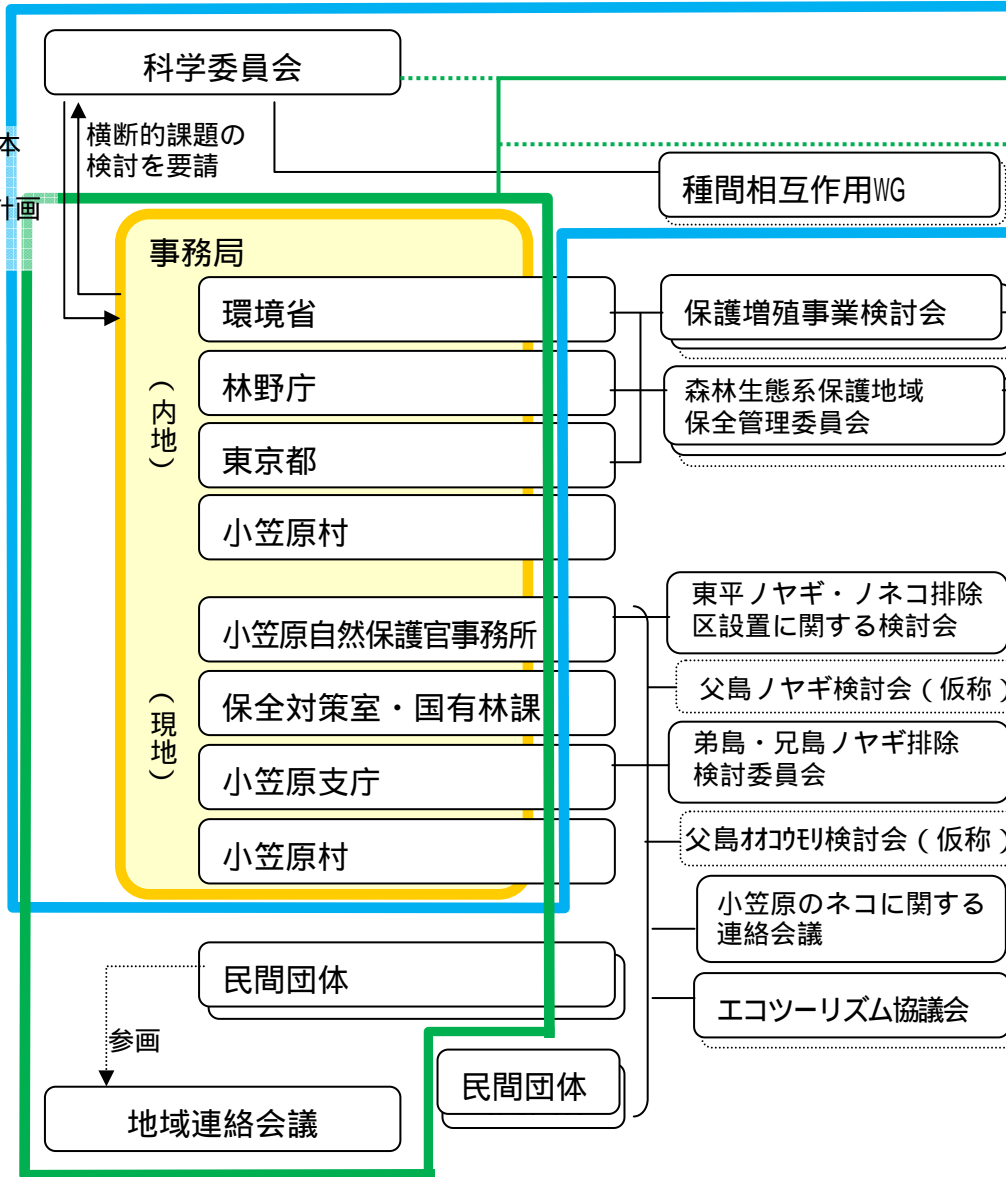 科学委員会
本
計画
横断的課題の
検討を要請
種間相互作用WG
事務局
(内地)
環境省
林野庁
東京都
小笠原村
(現地)
小笠原自然保護官事務所
保全対策室・国有林課
小笠原支庁
小笠原村
保護増殖事業検討会
森林生態系保護地域
保全管理委員会
東平ノヤギ・ノネコ排除
区設置に関する検討会
父島ノヤギ検討会(仮称)
弟島・兄島ノヤギ排除
検討委員会
父島オオコウモリ検討会(仮称)
小笠原のネコに関する
連絡会議
エコツーリズム協議会
民間団体
参画
民間団体
地域連絡会議